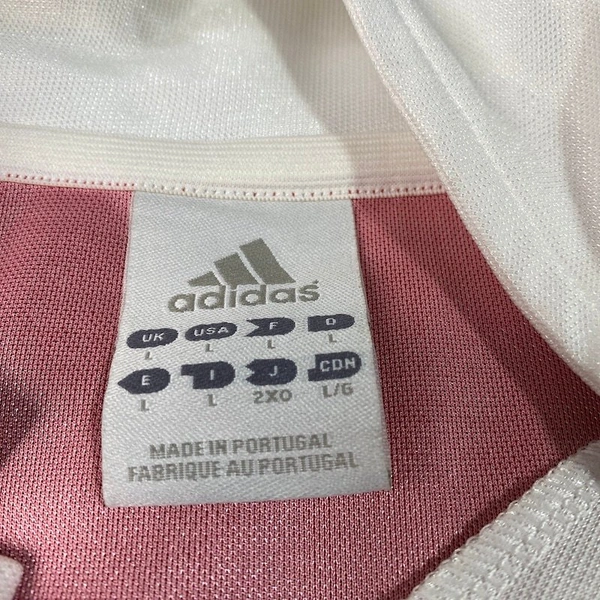 adidas
UK USA F D
L L L L
E I J CDN
L L 2XO L/G
MADE IN PORTUGAL
FABRIQUE AU PORTUGAL